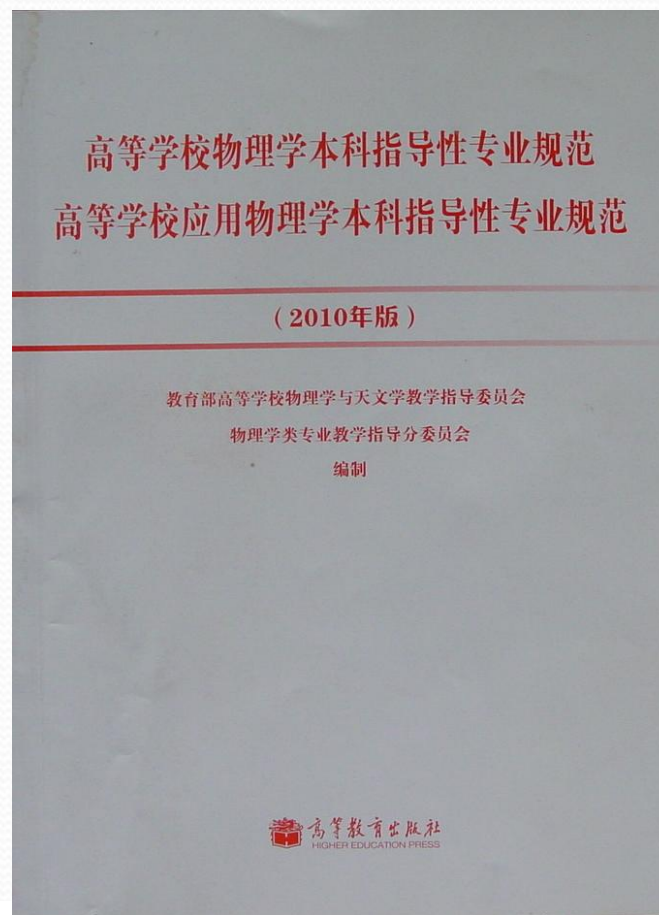 高等学校物理学本科指导性专业规范
高等学校应用物理学本科指导性专业规范
（2010年版）
教育部高等学校物理学与天文学教学指导委员会
物理学类专业教学指导分委员会
编制
高等教育出版社
HIGHER EDUCATION PRESS